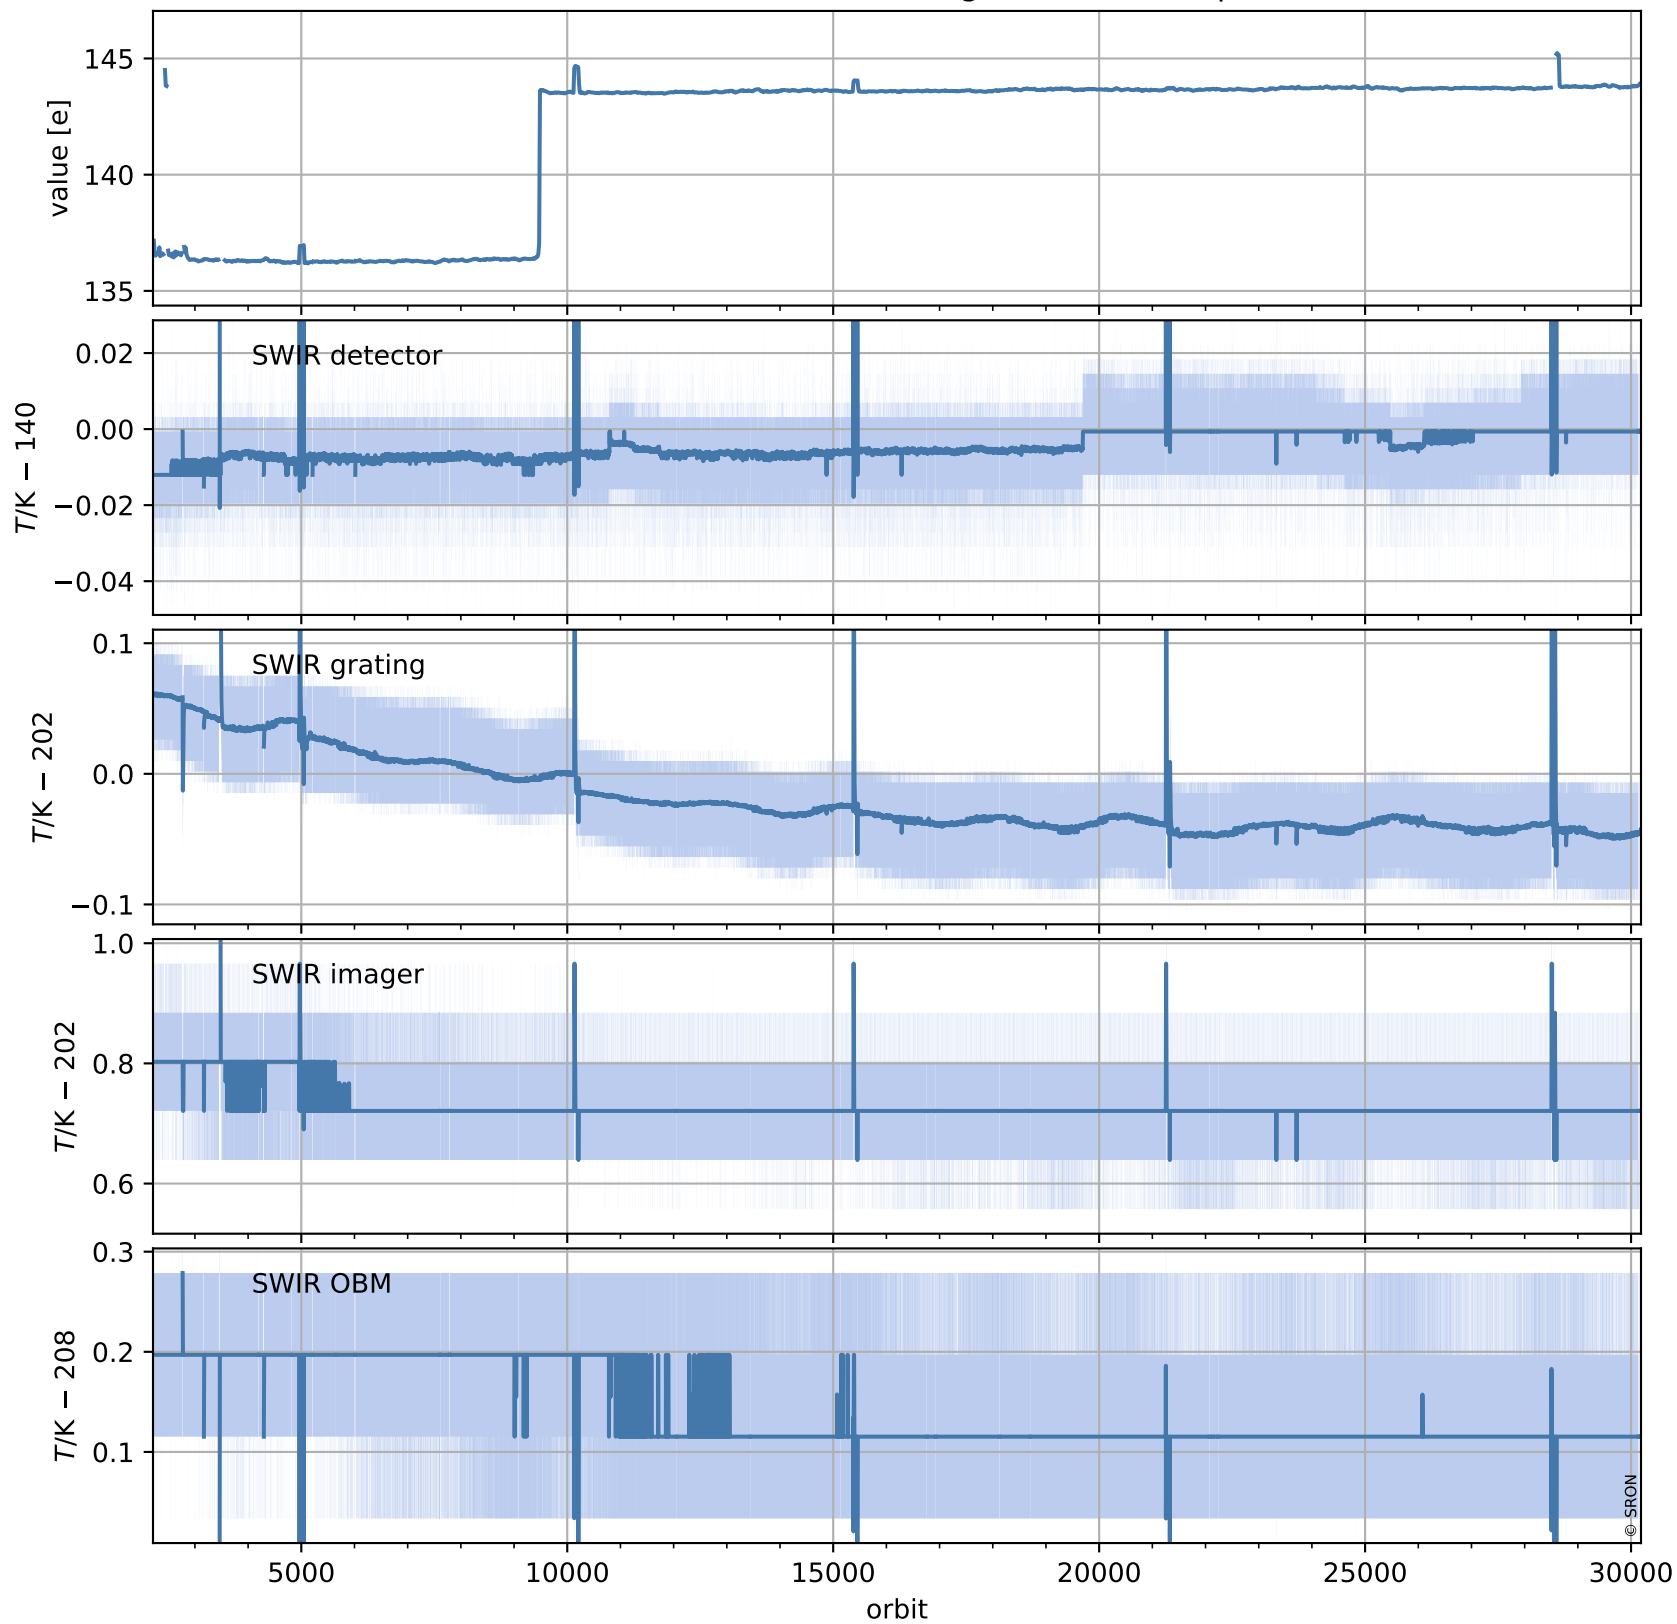 145
140
135
value [e]
SWIR detector
0.02
0.00
−0.02
−0.04
T/K − 140
SWIR grating
0.1
0.0
−0.1
T/K − 202
SWIR imager
1.0
0.8
0.6
T/K − 202
SWIR OBM
0.3
0.2
0.1
T/K − 208
© SRON
5000 10000 15000 20000 25000 30000
orbit